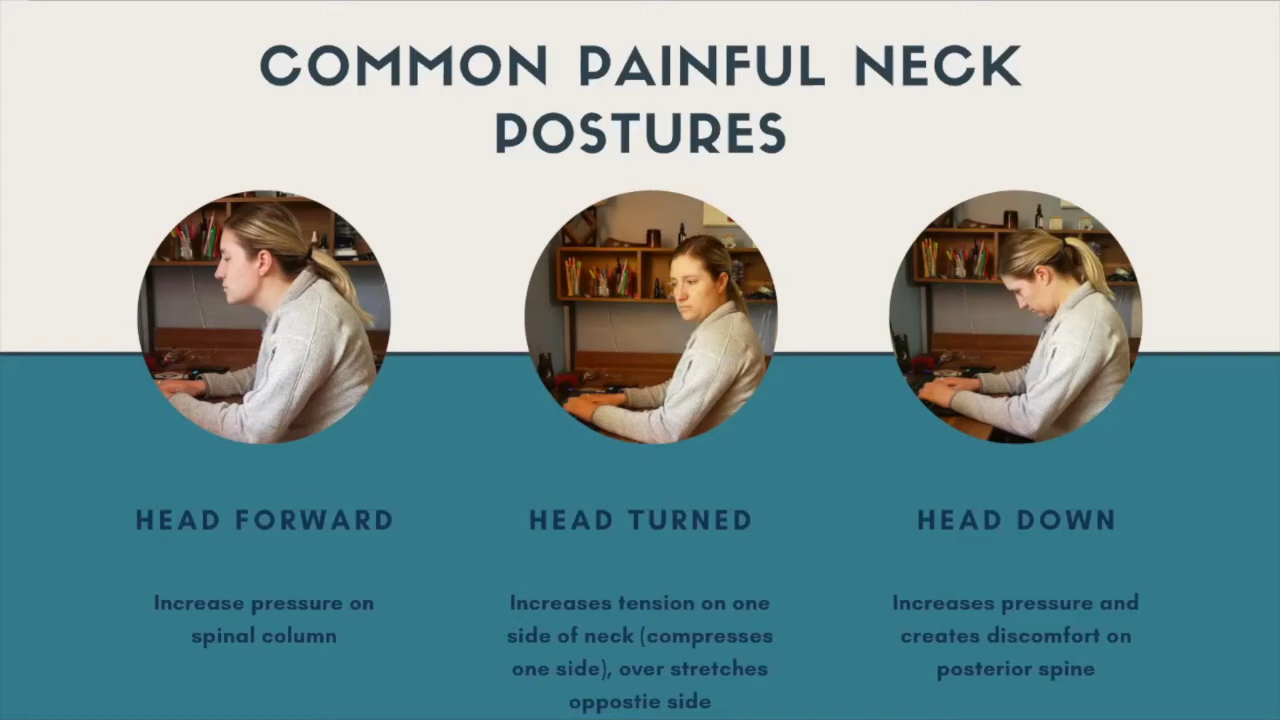 COMMON PAINFUL NECK
POSTURES
HEAD FORWARD
Increase pressure on
spinal column
HEAD TURNED
Increases tension on one
side of neck (compresses
one side), over stretches
oppostie side
HEAD DOWN
Increases pressure and
creates discomfort on
posterior spine